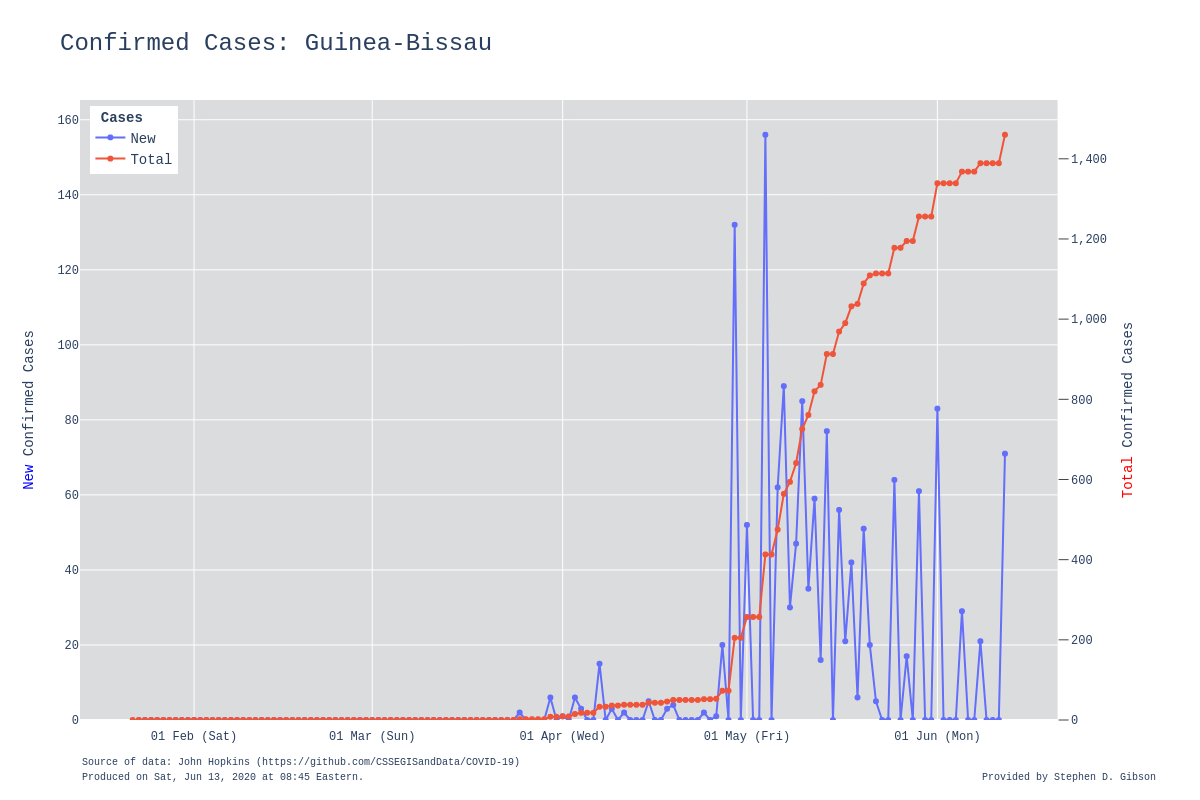 Confirmed Cases: Guinea-Bissau
Cases
New
Total
160
140
120
100
80
60
40
20
0
New Confirmed Cases
1,400
1,200
1,000
800
600
400
200
0
Total Confirmed Cases
01 Feb (Sat)
01 Mar (Sun)
01 Apr (Wed)
01 May (Fri)
01 Jun (Mon)
Source of data: John Hopkins (https://github.com/CSSEGISandData/COVID-19)
Produced on Sat, Jun 13, 2020 at 08:45 Eastern.
Provided by Stephen D. Gibson